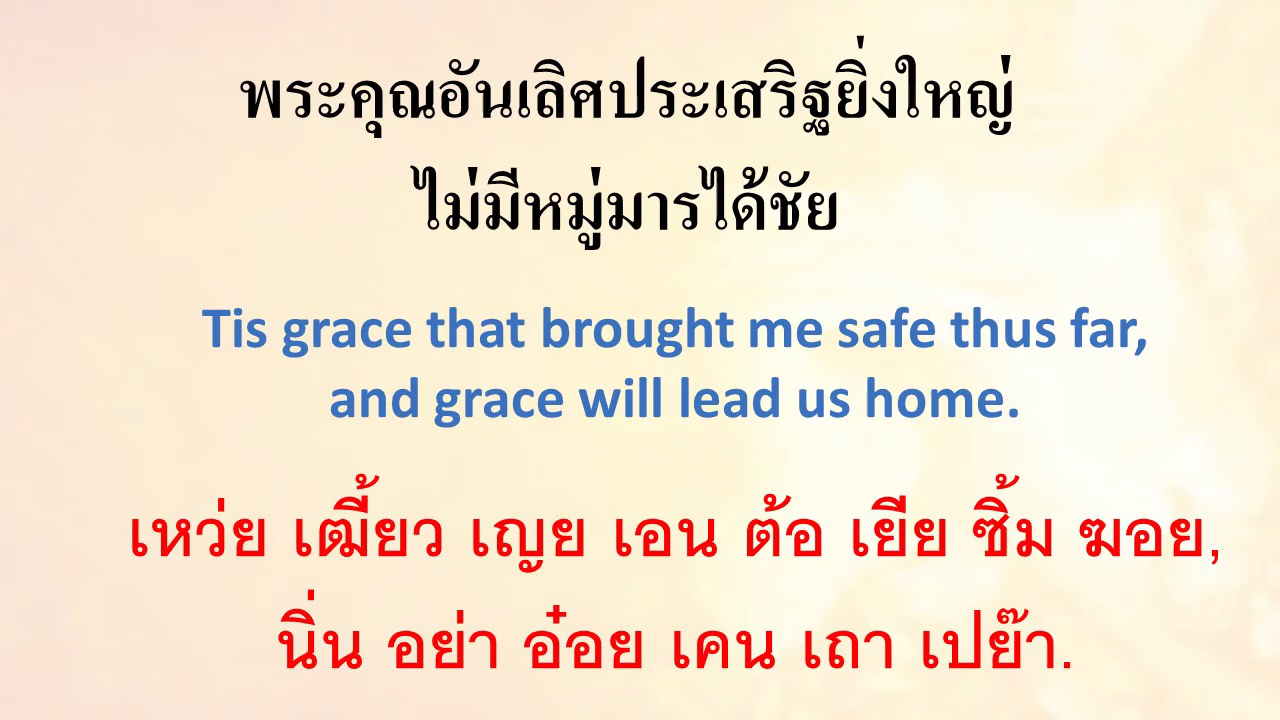 พระคุณอันเลิศประเสริฐยิ่งใหญ่
ไม่มีหมู่มารได้ชัย
Tis grace that brought me safe thus far,
and grace will lead us home.
เหว่ย เฒี้ยว เญย เอน ต้อ เยีย ซิ้ม ฆอย,
นิ่น อย่า อ๋อย เคน เถา เปย๊า.